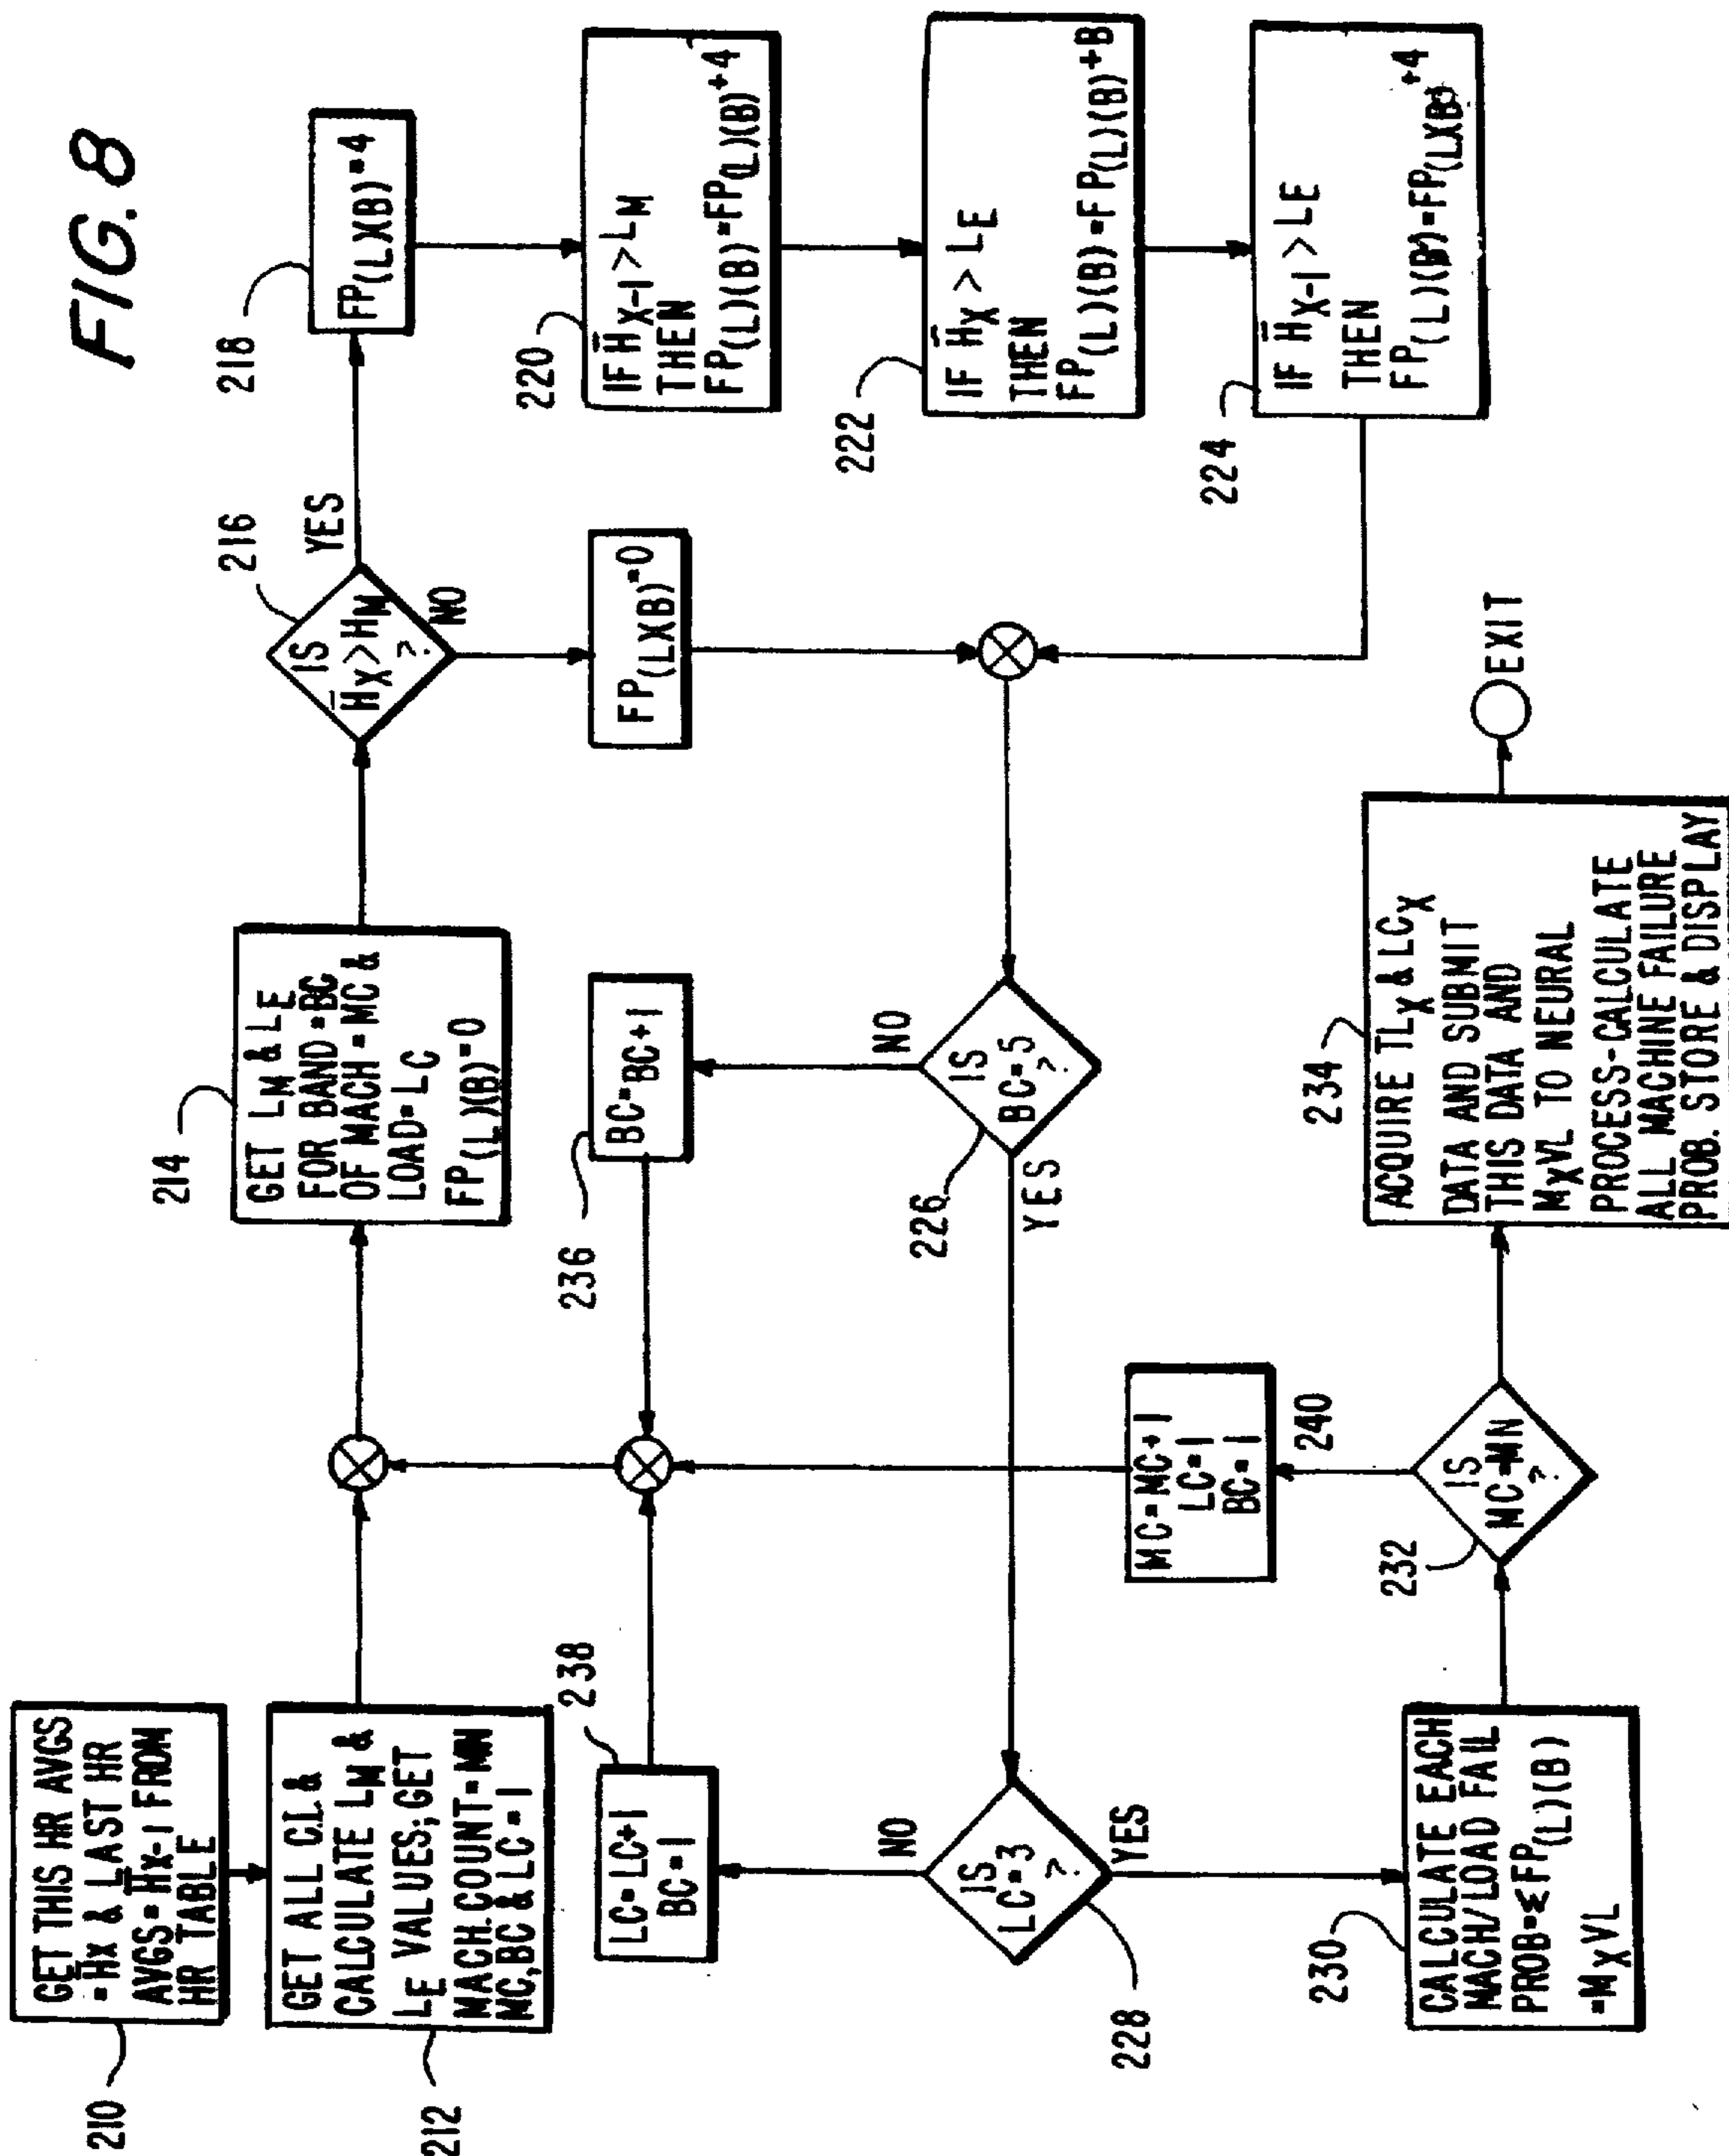 FIG. 8
210
GET THIS HR AVGS
= H̄x & LAST HR
AVGS = H̄x-1 FROM
HR TABLE
212
GET ALL C.I. &
CALCULATE LM &
LE VALUES; GET
MACH. COUNT = MN
MC, BC & LC = 1
214
GET LM & LE
FOR BAND = BC
OF MACH = MC &
LOAD = LC
FP(L)(B) = 0
216
IS
H̄X > HM
?
YES
NO
218
FP(L)(B) = 4
220
IF H̄X-1 > LM
THEN
FP(L)(B) = FP(L)(B) + 4
222
IF H̄X > LE
THEN
FP(L)(B) = FP(L)(B) + B
224
IF H̄X-1 > LE
THEN
FP(L)(B) = FP(L)(B) + 4
FP(L)(B) = 0
226
IS
BC = 5
?
NO
YES
236
BC = BC + 1
228
IS
LC = 3
?
NO
YES
238
LC = LC + 1
BC = 1
230
CALCULATE EACH
MACH/LOAD FAIL
PROB = Σ FP(L)(B)
= MXVL
232
IS
MC = MN
?
240
MC = MC + 1
LC = 1
BC = 1
234
ACQUIRE TLX & LCX
DATA AND SUBMIT
THIS DATA AND
MXVL TO NEURAL
PROCESS-CALCULATE
ALL MACHINE FAILURE
PROB. STORE & DISPLAY
EXIT